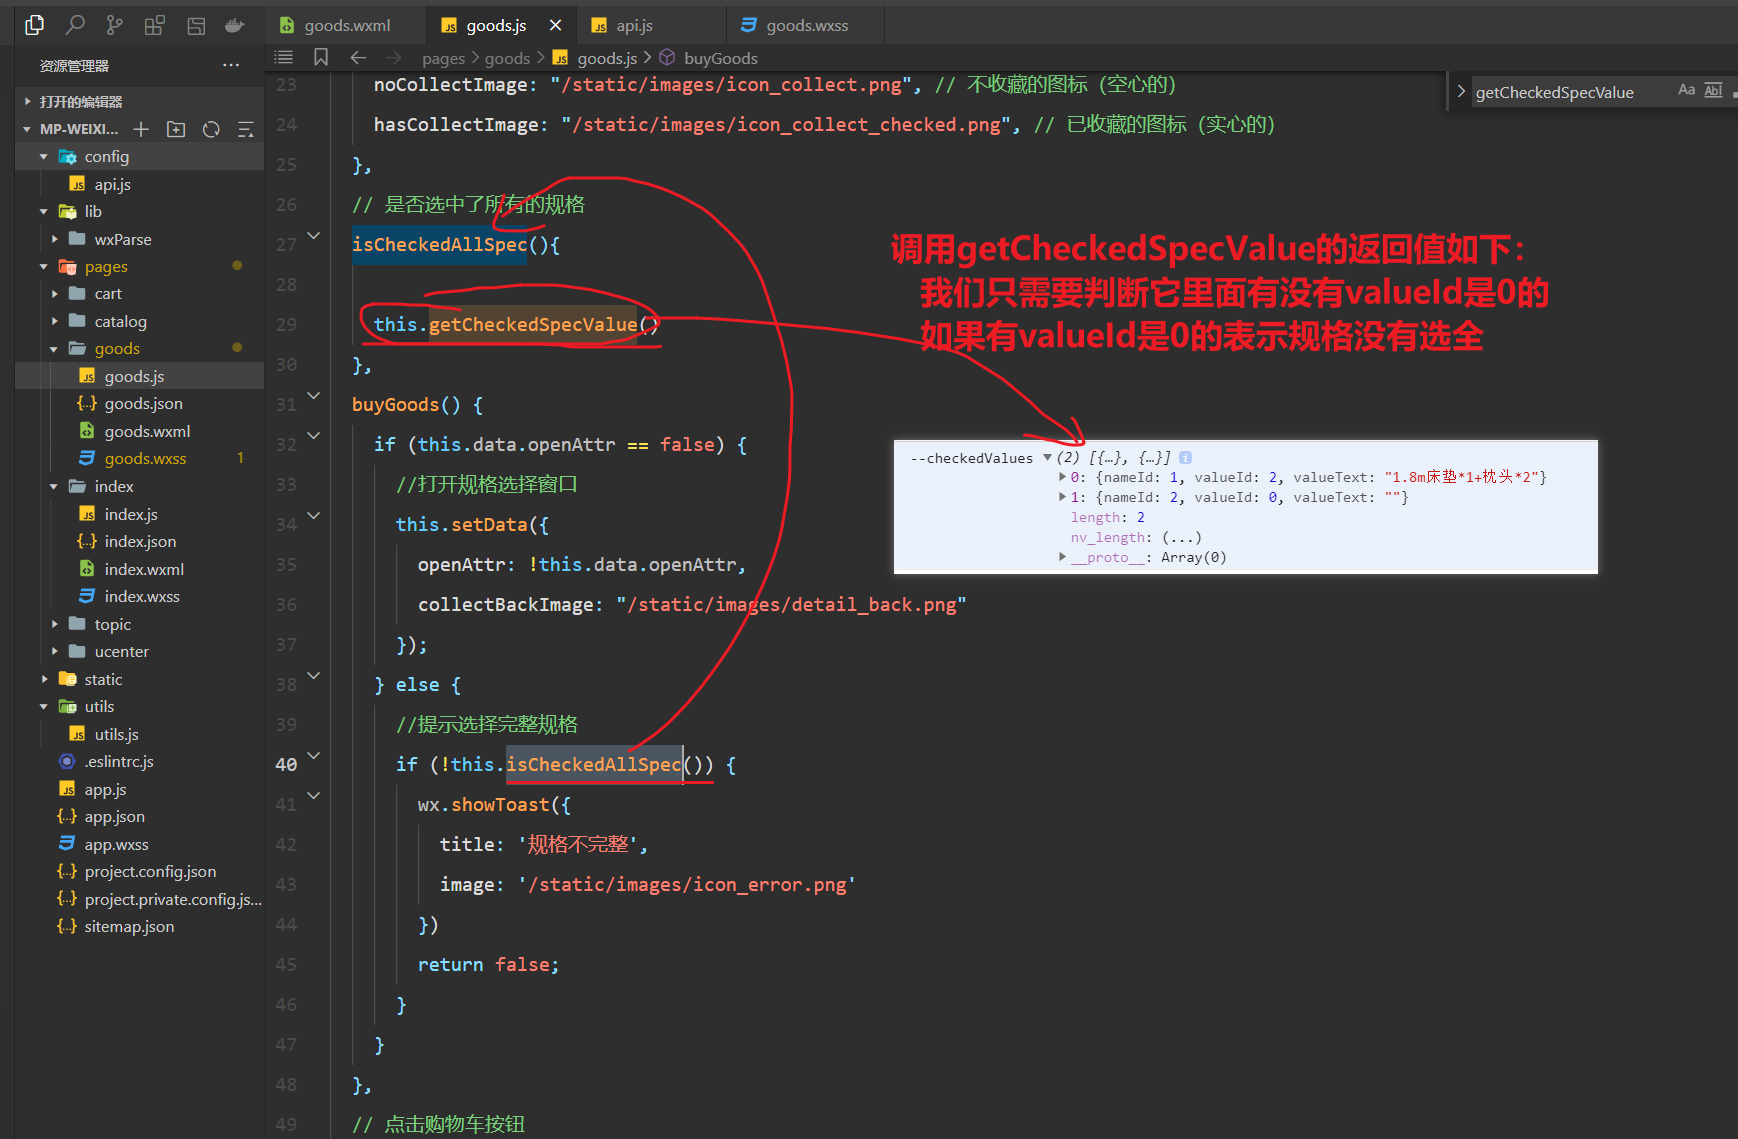 goods.wxml
goods.js
api.js
goods.wxss
资源管理器
pages > goods > goods.js > buyGoods
打开的编辑器
MP-WEIXI...
config
api.js
lib
wxParse
pages
cart
catalog
goods
goods.js
goods.json
goods.wxml
goods.wxss 1
index
index.js
index.json
index.wxml
index.wxss
topic
ucenter
static
utils
utils.js
.eslintrc.js
app.js
app.json
app.wxss
project.config.json
project.private.config.js...
sitemap.json
getCheckedSpecValue Aa Abl
23 noCollectImage: "/static/images/icon_collect.png", // 不收藏的图标 (空心的)
24 hasCollectImage: "/static/images/icon_collect_checked.png", // 已收藏的图标 (实心的)
25 },
26 // 是否选中了所有的规格
27 isCheckedAllSpec(){
28
29 this.getCheckedSpecValue()
30 },
31 buyGoods() {
32 if (this.data.openAttr == false) {
33 //打开规格选择窗口
34 this.setData({
35 openAttr: !this.data.openAttr,
36 collectBackImage: "/static/images/detail_back.png"
37 });
38 } else {
39 //提示选择完整规格
40 if (!this.isCheckedAllSpec()) {
41 wx.showToast({
42 title: '规格不完整',
43 image: '/static/images/icon_error.png'
44 })
45 return false;
46 }
47 }
48 },
49 // 点击购物车按钮
调用getCheckedSpecValue的返回值如下:
我们只需要判断它里面有没有valueId是0的
如果有valueId是0的表示规格没有选全
--checkedValues ▼(2) [{…}, {…}] i
▶0: {nameId: 1, valueId: 2, valueText: "1.8m床垫*1+枕头*2"}
▶1: {nameId: 2, valueId: 0, valueText: ""}
length: 2
nv_length: (...)
▶__proto__: Array(0)